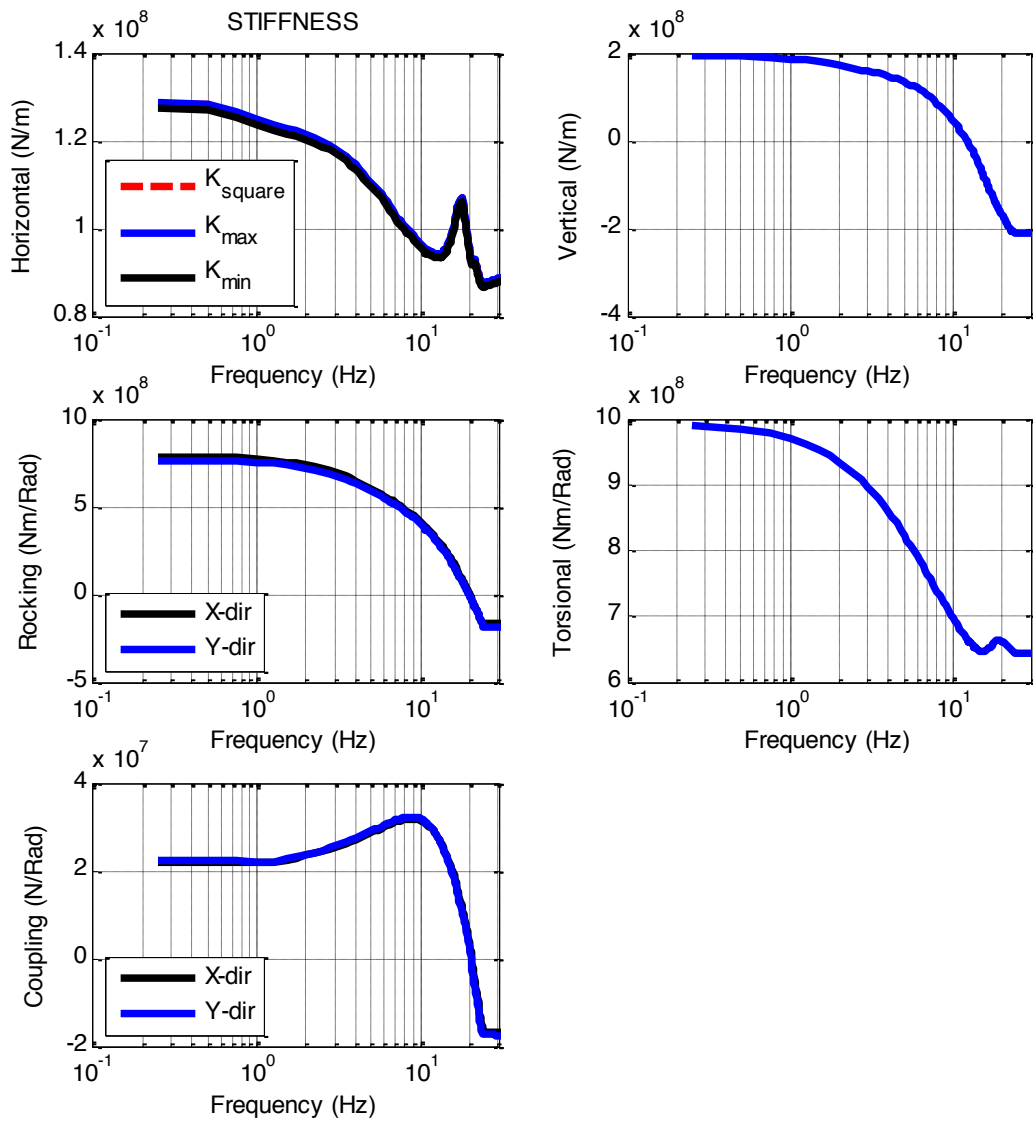 STIFFNESS
x 10^8
Horizontal (N/m)
1.4
1.2
1
0.8
K_square
K_max
K_min
10^-1
10^0
10^1
Frequency (Hz)
x 10^8
Vertical (N/m)
2
0
-2
-4
10^-1
10^0
10^1
Frequency (Hz)
x 10^8
Rocking (Nm/Rad)
10
5
0
-5
X-dir
Y-dir
10^-1
10^0
10^1
Frequency (Hz)
x 10^8
Torsional (Nm/Rad)
10
9
8
7
6
10^-1
10^0
10^1
Frequency (Hz)
x 10^7
Coupling (N/Rad)
4
2
0
-2
X-dir
Y-dir
10^-1
10^0
10^1
Frequency (Hz)